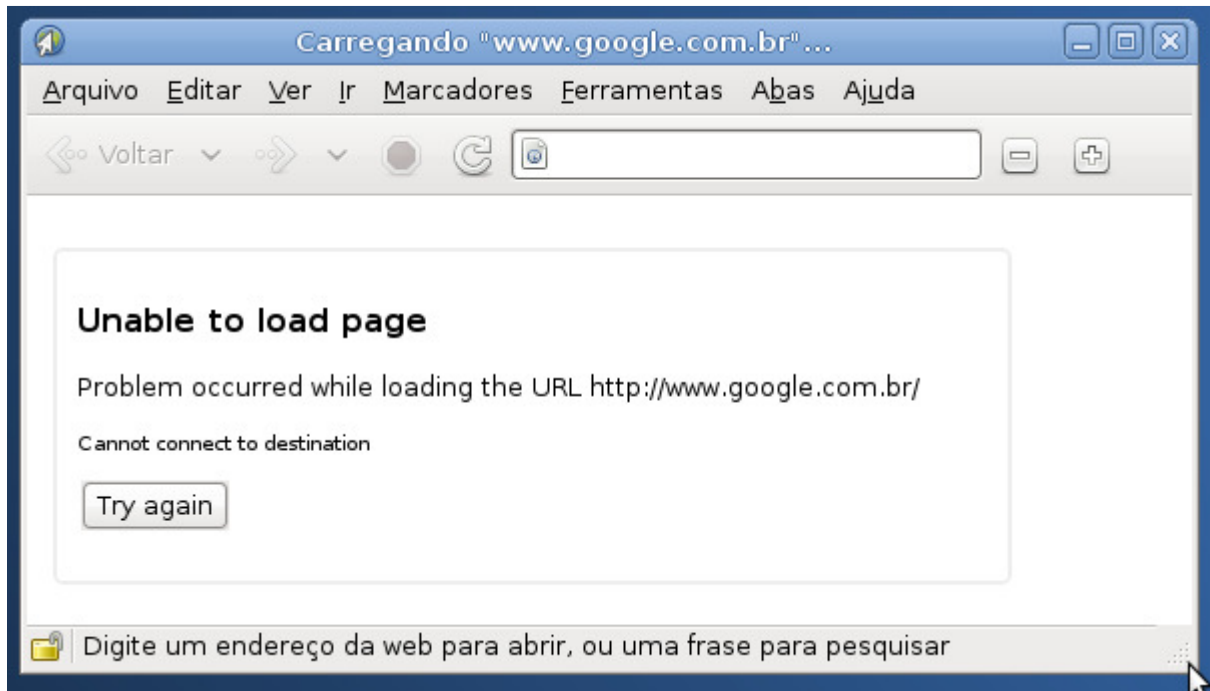 Carregando "www.google.com.br"...
Arquivo Editar Ver Ir Marcadores Ferramentas Abas Ajuda
Voltar
Unable to load page
Problem occurred while loading the URL http://www.google.com.br/
Cannot connect to destination
Try again
Digite um endereço da web para abrir, ou uma frase para pesquisar